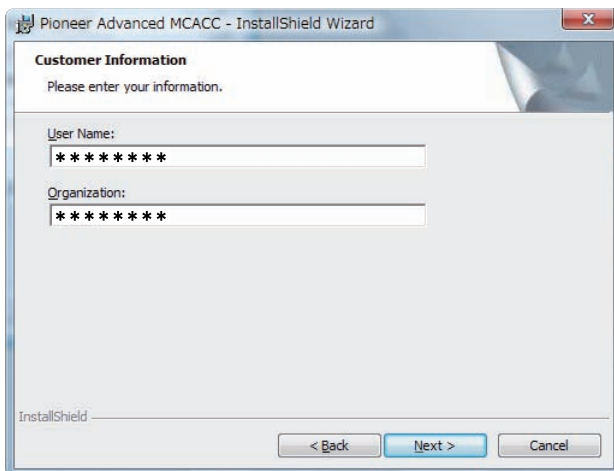 Pioneer Advanced MCACC - InstallShield Wizard
Customer Information
Please enter your information.
User Name:
********
Organization:
********
InstallShield
< Back Next > Cancel